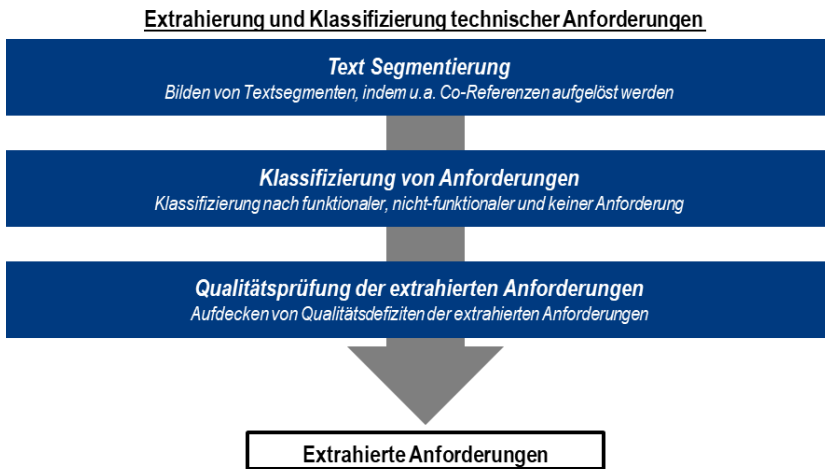 Extrahierung und Klassifizierung technischer Anforderungen
Text Segmentierung
Bilden von Textsegmenten, indem u.a. Co-Referenzen aufgelöst werden
Klassifizierung von Anforderungen
Klassifizierung nach funktionaler, nicht-funktionaler und keiner Anforderung
Qualitätsprüfung der extrahierten Anforderungen
Aufdecken von Qualitätsdefiziten der extrahierten Anforderungen
Extrahierte Anforderungen